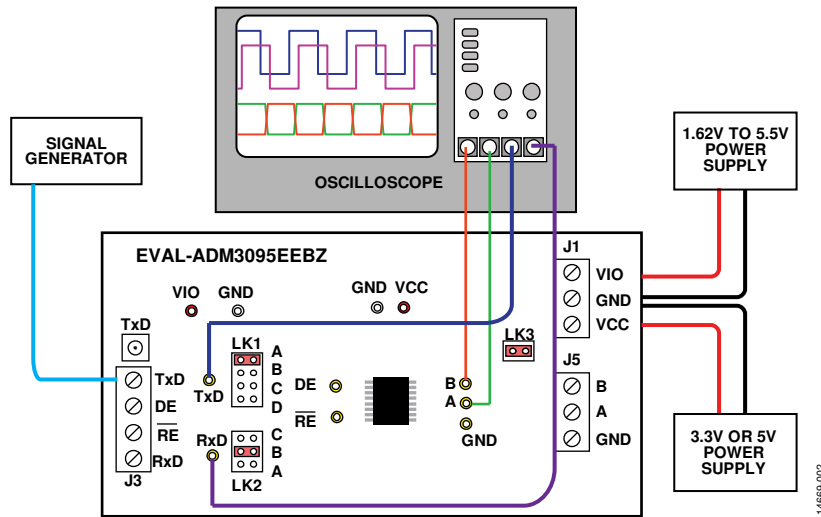 SIGNAL
GENERATOR
OSCILLOSCOPE
1.62V TO 5.5V
POWER
SUPPLY
EVAL-ADM3095EEBZ
J1
VIO
GND
VCC
VIO
GND
GND
VCC
TxD
LK1
A
B
C
D
LK3
J5
B
A
GND
TxD
DE
RE
RxD
J3
TxD
DE
RE
B
A
GND
RxD
C
B
A
LK2
3.3V OR 5V
POWER
SUPPLY
14669-002